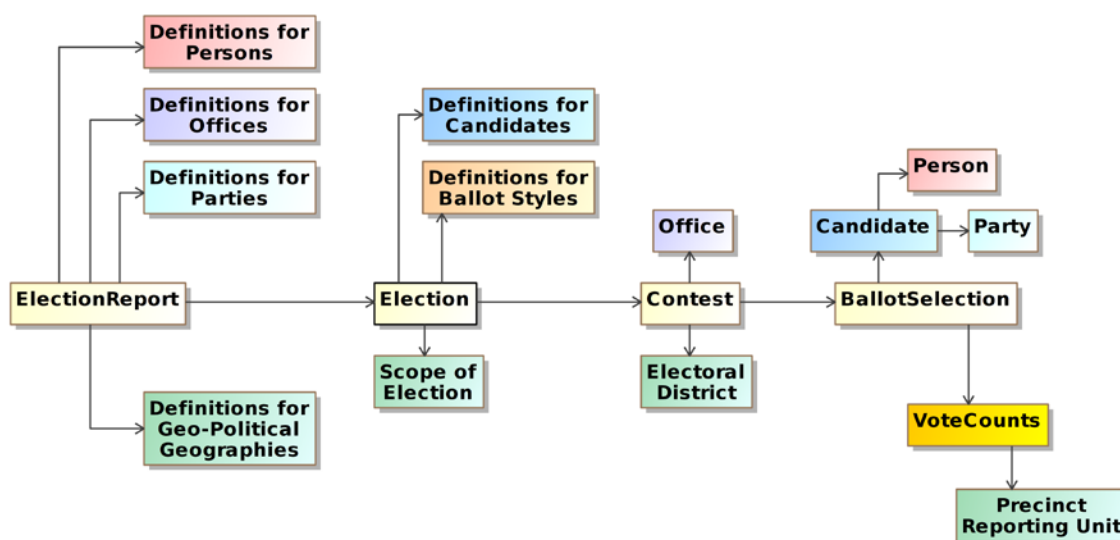 Definitions for
Persons
Definitions for
Offices
Definitions for
Parties
ElectionReport
Definitions for
Geo-Political
Geographies
Definitions for
Candidates
Definitions for
Ballot Styles
Election
Scope of
Election
Office
Contest
Electoral
District
Person
Candidate
Party
BallotSelection
VoteCounts
Precinct
Reporting Unit